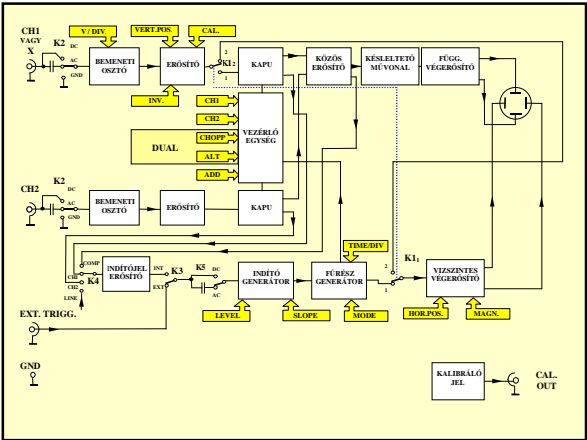 CH1
VAGY
X
K2
DC
AC
GND
V / DIV.
BEMENETI
OSZTÓ
VERT.POS.
CAL.
ERŐSÍTŐ
INV.
2
K1₂
1
KAPU
KÖZÖS
ERŐSÍTŐ
KÉSLELTETŐ
MŰVONAL
FÜGG.
VÉGERŐSÍTŐ
DUAL
CH1
CH2
CHOPP
ALT
ADD
VEZÉRLŐ
EGYSÉG
CH2
K2
DC
AC
GND
BEMENETI
OSZTÓ
ERŐSÍTŐ
KAPU
COMP
CH1
CH2
LINE
K4
INDÍTÓJEL
ERŐSÍTŐ
INT
EXT
K3
K5
DC
AC
INDÍTÓ
GENERÁTOR
LEVEL
SLOPE
TIME/DIV
FŰRÉSZ
GENERÁTOR
MODE
2
K1₁
1
VIZSZINTES
VÉGERŐSÍTŐ
HOR.POS.
MAGN.
EXT. TRIGG.
GND
KALIBRÁLÓ
JEL
CAL.
OUT